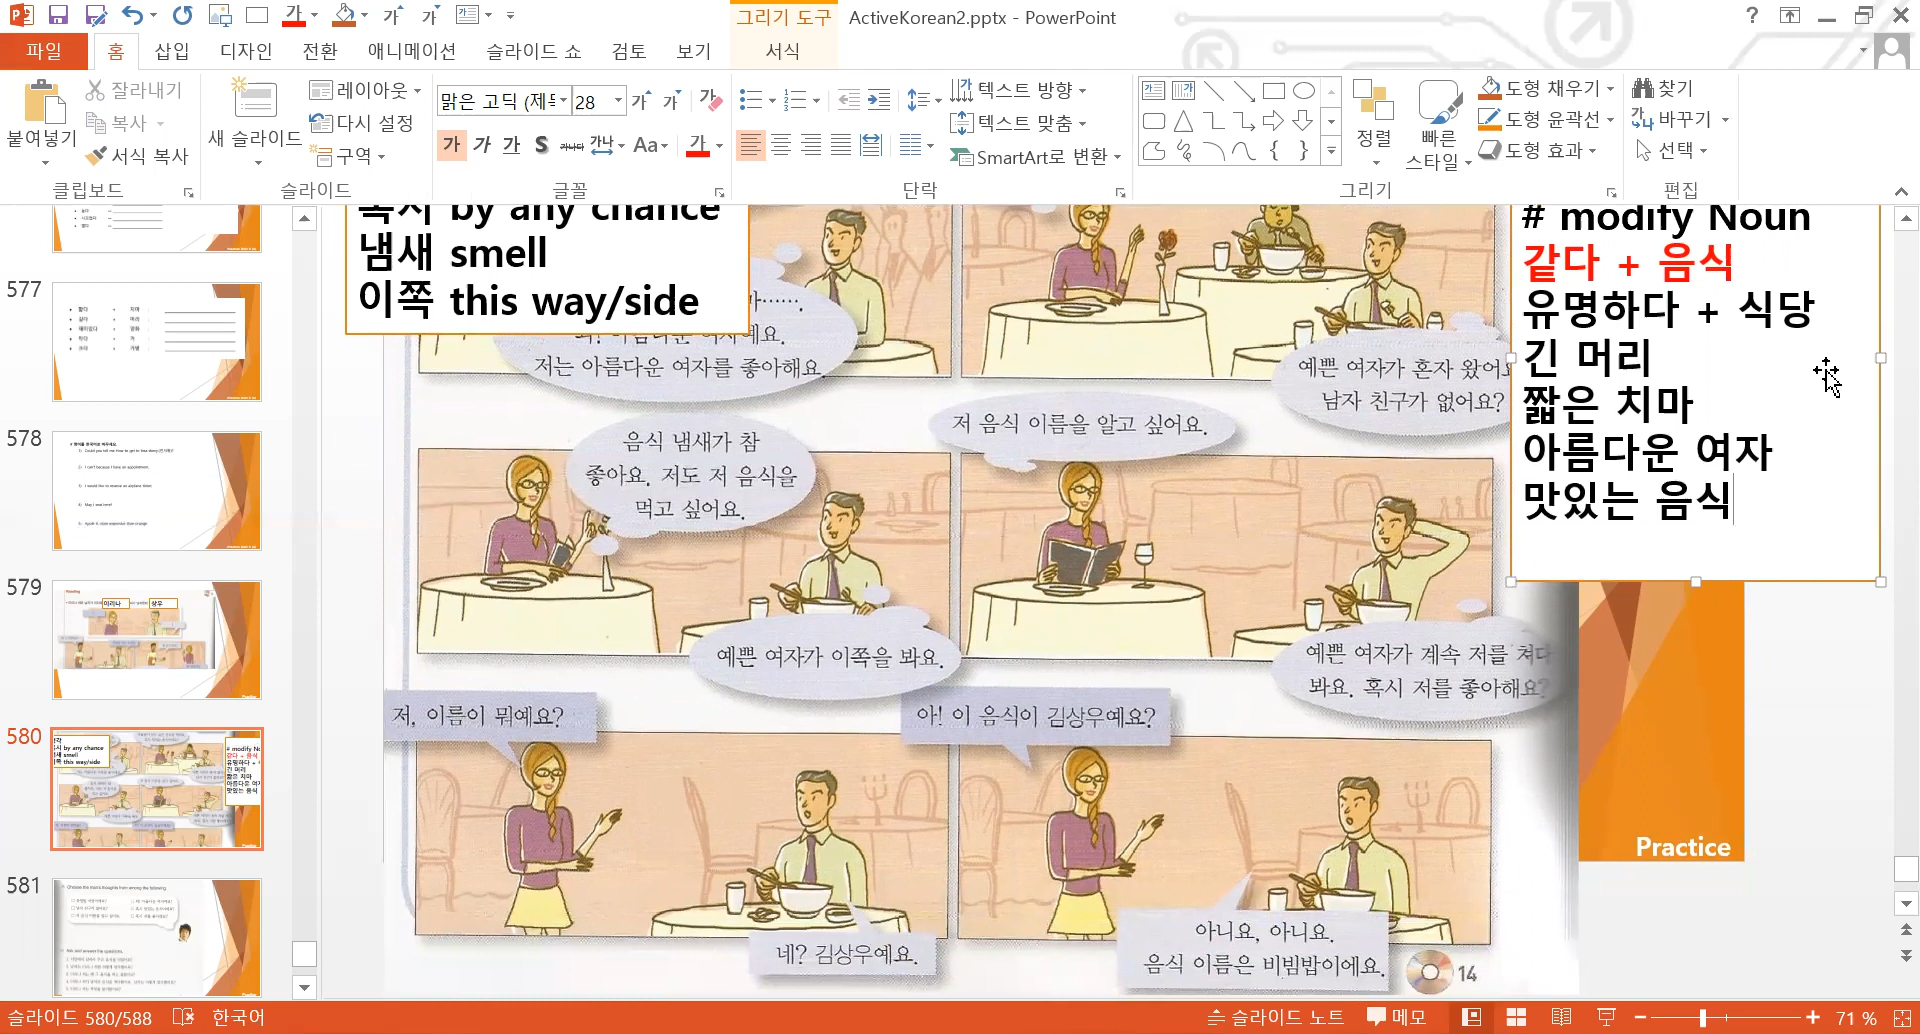 그리기 도구
ActiveKorean2.pptx - PowerPoint
파일
홈
삽입
디자인
전환
애니메이션
슬라이드 쇼
검토
보기
서식
붙여넣기
잘라내기
복사
서식 복사
클립보드
새 슬라이드
레이아웃
다시 설정
구역
슬라이드
맑은 고딕 (제목
28
글꼴
텍스트 방향
텍스트 맞춤
SmartArt로 변환
단락
정렬
빠른
스타일
도형 채우기
도형 윤곽선
도형 효과
그리기
찾기
바꾸기
선택
편집
577
578
579
580
581
혹시 by any chance
냄새 smell
이쪽 this way/side
저는 아름다운 여자를 좋아해요.
예쁜 여자가 혼자 왔어요
남자 친구가 없어요?
# modify Noun
같다 + 음식
유명하다 + 식당
긴 머리
짧은 치마
아름다운 여자
맛있는 음식
음식 냄새가 참
좋아요. 저도 저 음식을
먹고 싶어요.
저 음식 이름을 알고 싶어요.
예쁜 여자가 이쪽을 봐요.
예쁜 여자가 계속 저를 쳐다
봐요. 혹시 저를 좋아해요?
저, 이름이 뭐예요?
네? 김상우예요.
아! 이 음식이 김상우예요?
아니요, 아니요.
음식 이름은 비빔밥이에요.
14
Practice
슬라이드 580/588
한국어
슬라이드 노트
메모
71 %